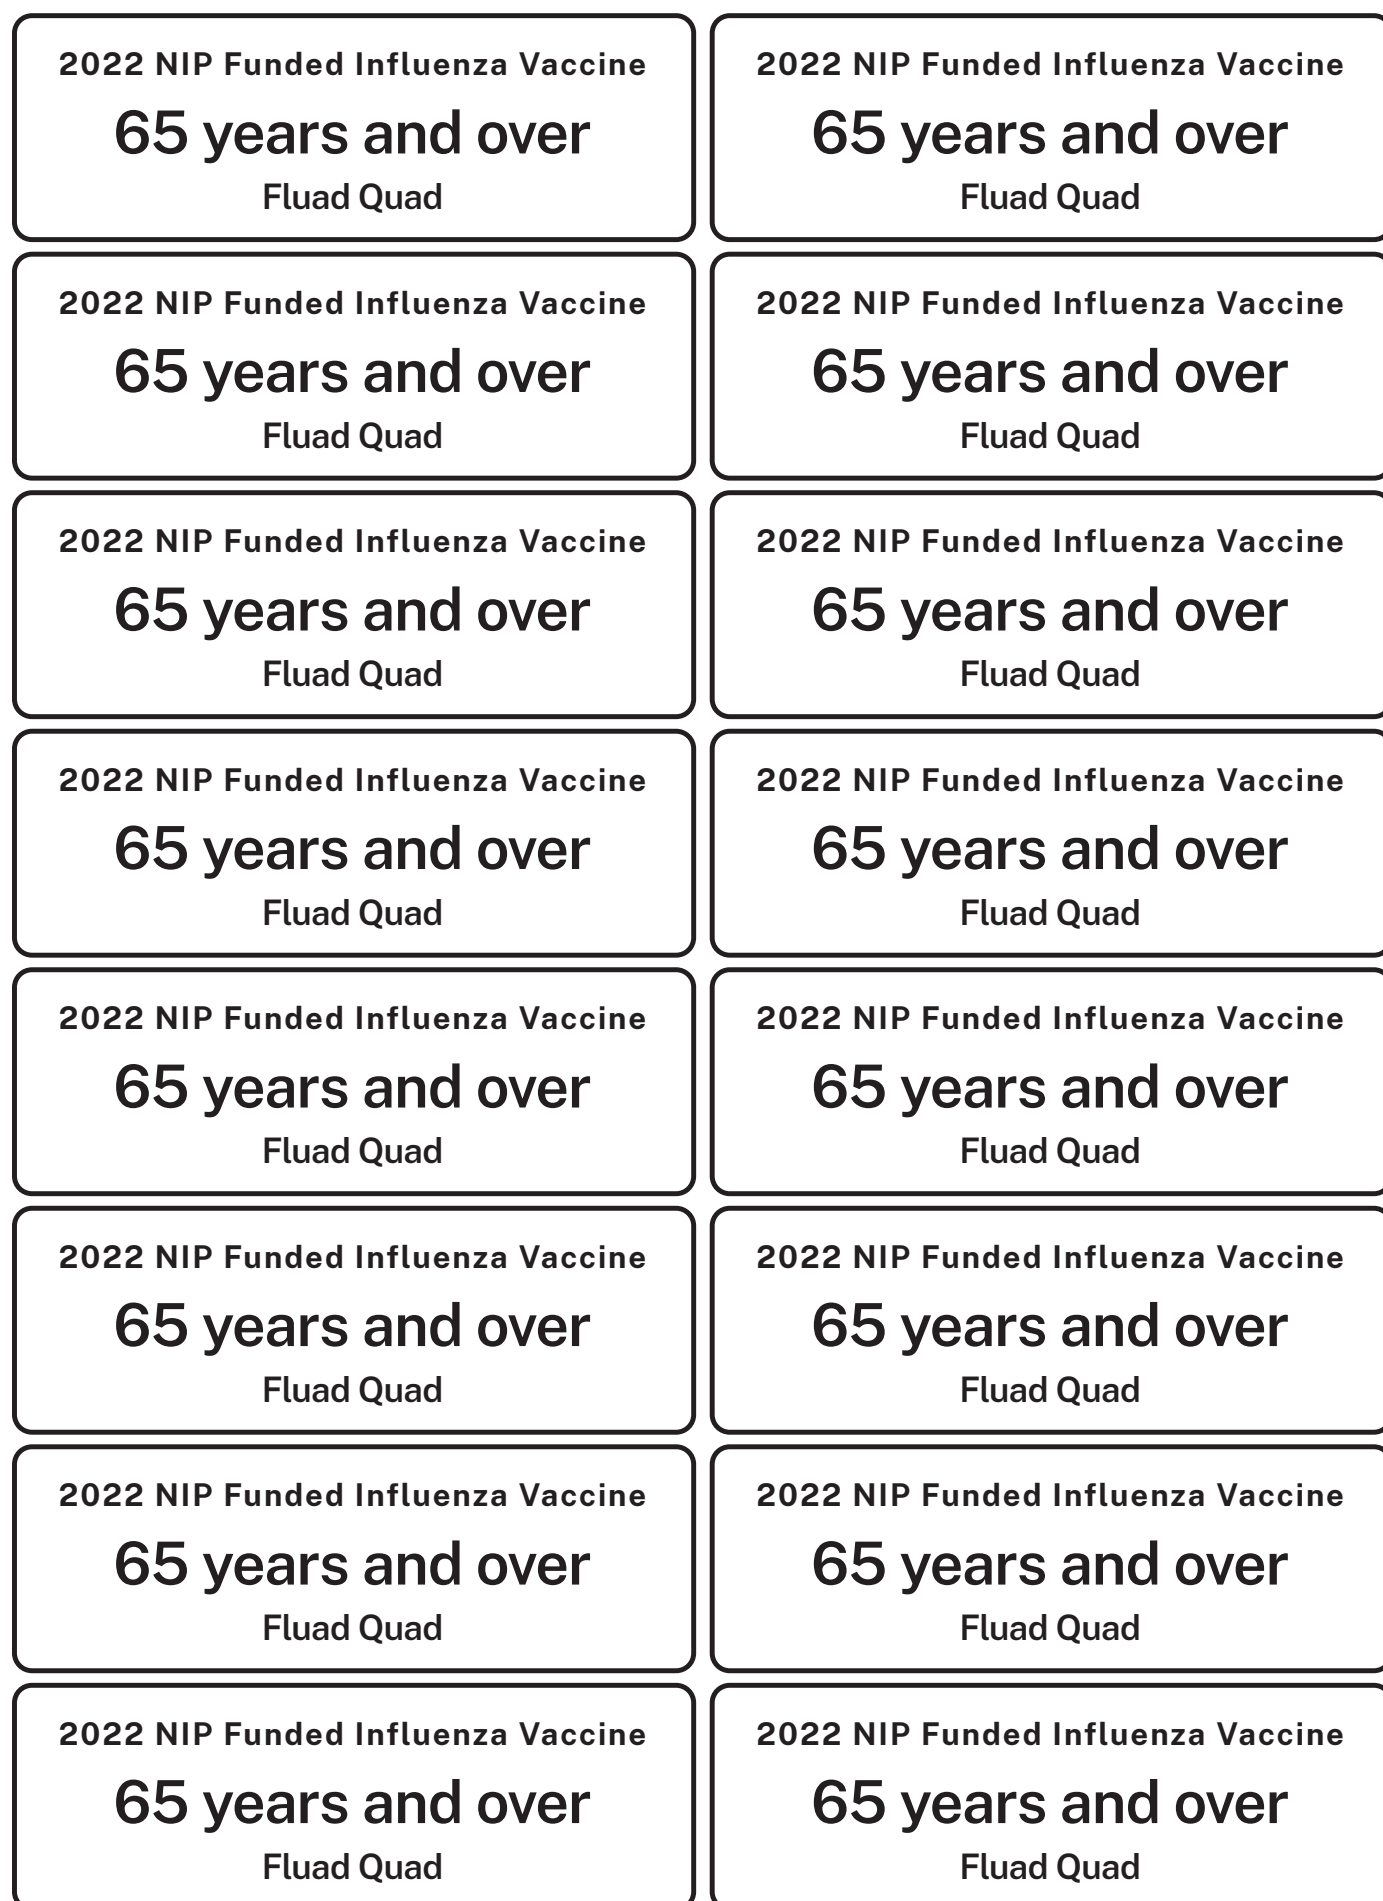 2022 NIP Funded Influenza Vaccine
65 years and over
Fluad Quad
2022 NIP Funded Influenza Vaccine
65 years and over
Fluad Quad
2022 NIP Funded Influenza Vaccine
65 years and over
Fluad Quad
2022 NIP Funded Influenza Vaccine
65 years and over
Fluad Quad
2022 NIP Funded Influenza Vaccine
65 years and over
Fluad Quad
2022 NIP Funded Influenza Vaccine
65 years and over
Fluad Quad
2022 NIP Funded Influenza Vaccine
65 years and over
Fluad Quad
2022 NIP Funded Influenza Vaccine
65 years and over
Fluad Quad
2022 NIP Funded Influenza Vaccine
65 years and over
Fluad Quad
2022 NIP Funded Influenza Vaccine
65 years and over
Fluad Quad
2022 NIP Funded Influenza Vaccine
65 years and over
Fluad Quad
2022 NIP Funded Influenza Vaccine
65 years and over
Fluad Quad
2022 NIP Funded Influenza Vaccine
65 years and over
Fluad Quad
2022 NIP Funded Influenza Vaccine
65 years and over
Fluad Quad
2022 NIP Funded Influenza Vaccine
65 years and over
Fluad Quad
2022 NIP Funded Influenza Vaccine
65 years and over
Fluad Quad